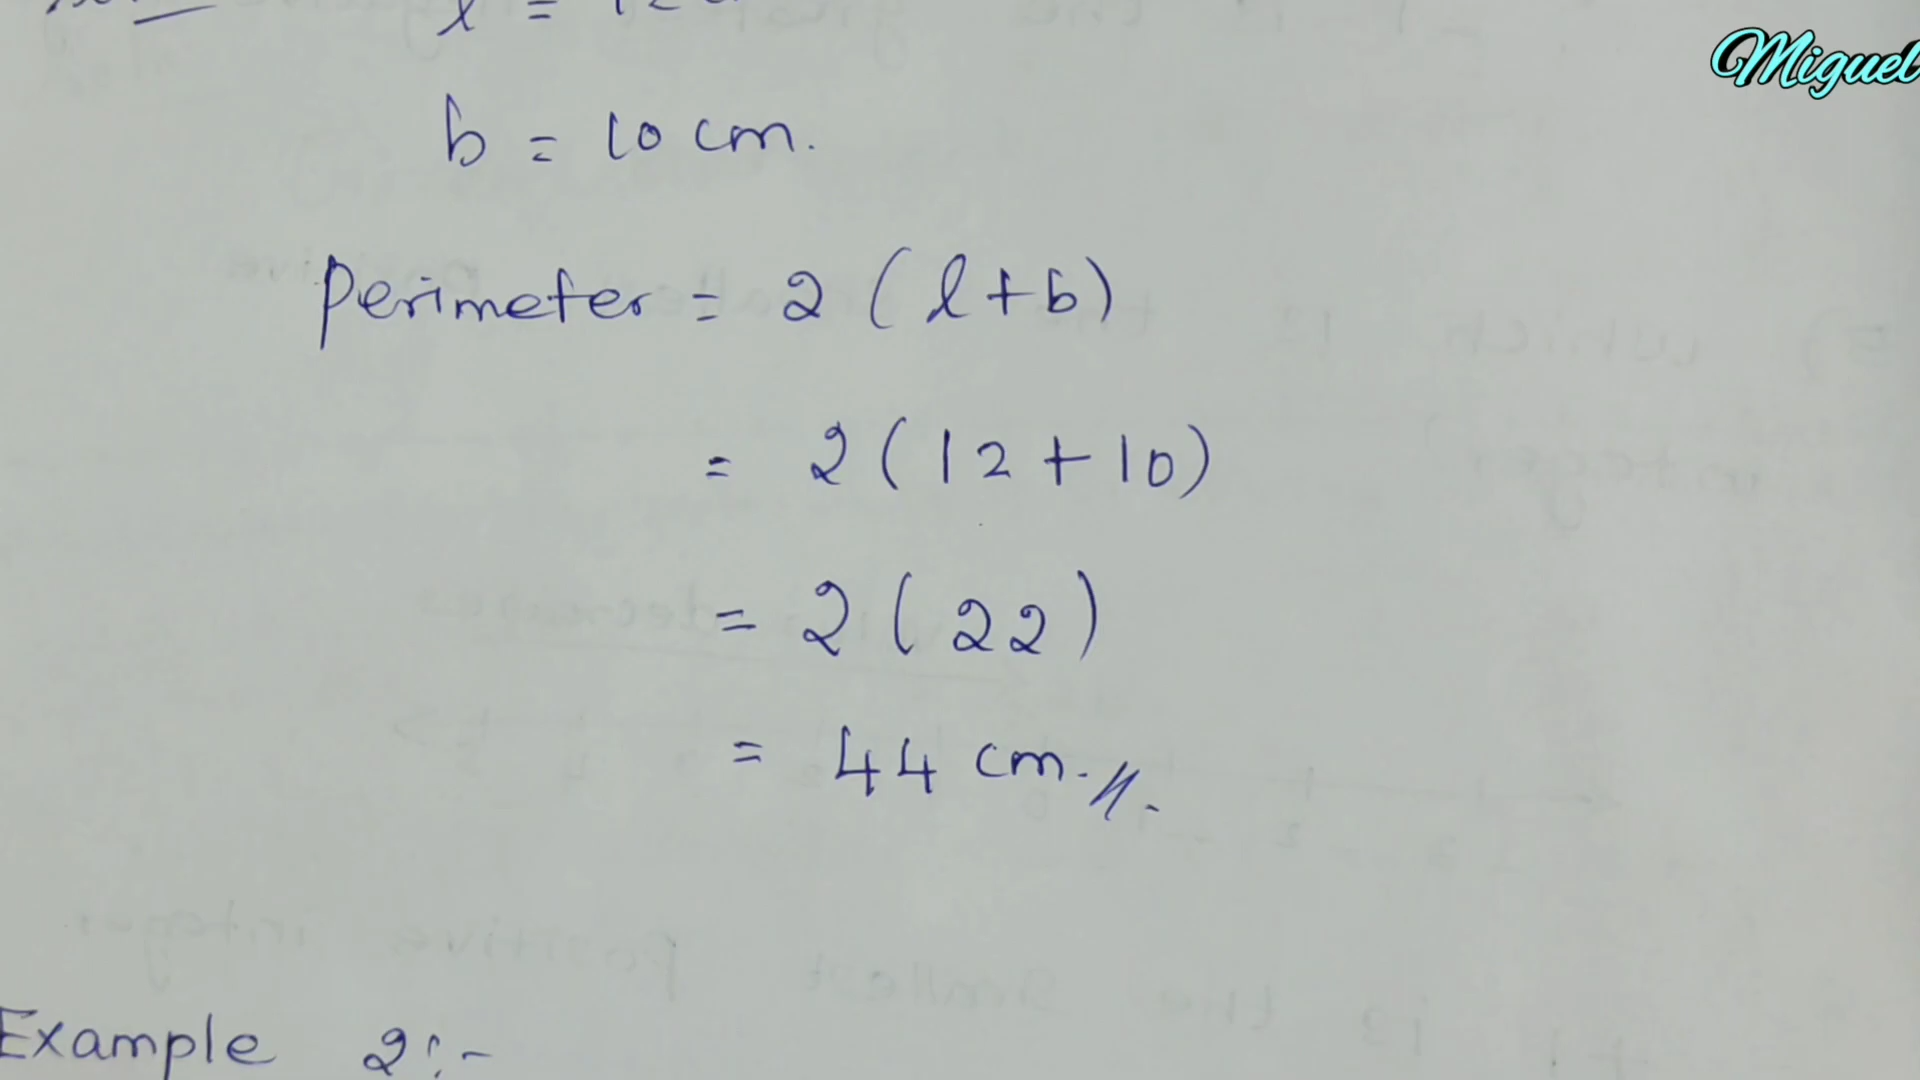 Miguel
b = 10 cm.
Perimeter = 2 (l+b)
= 2 (12 + 10)
= 2 (22)
= 44 cm.
Example 2:-